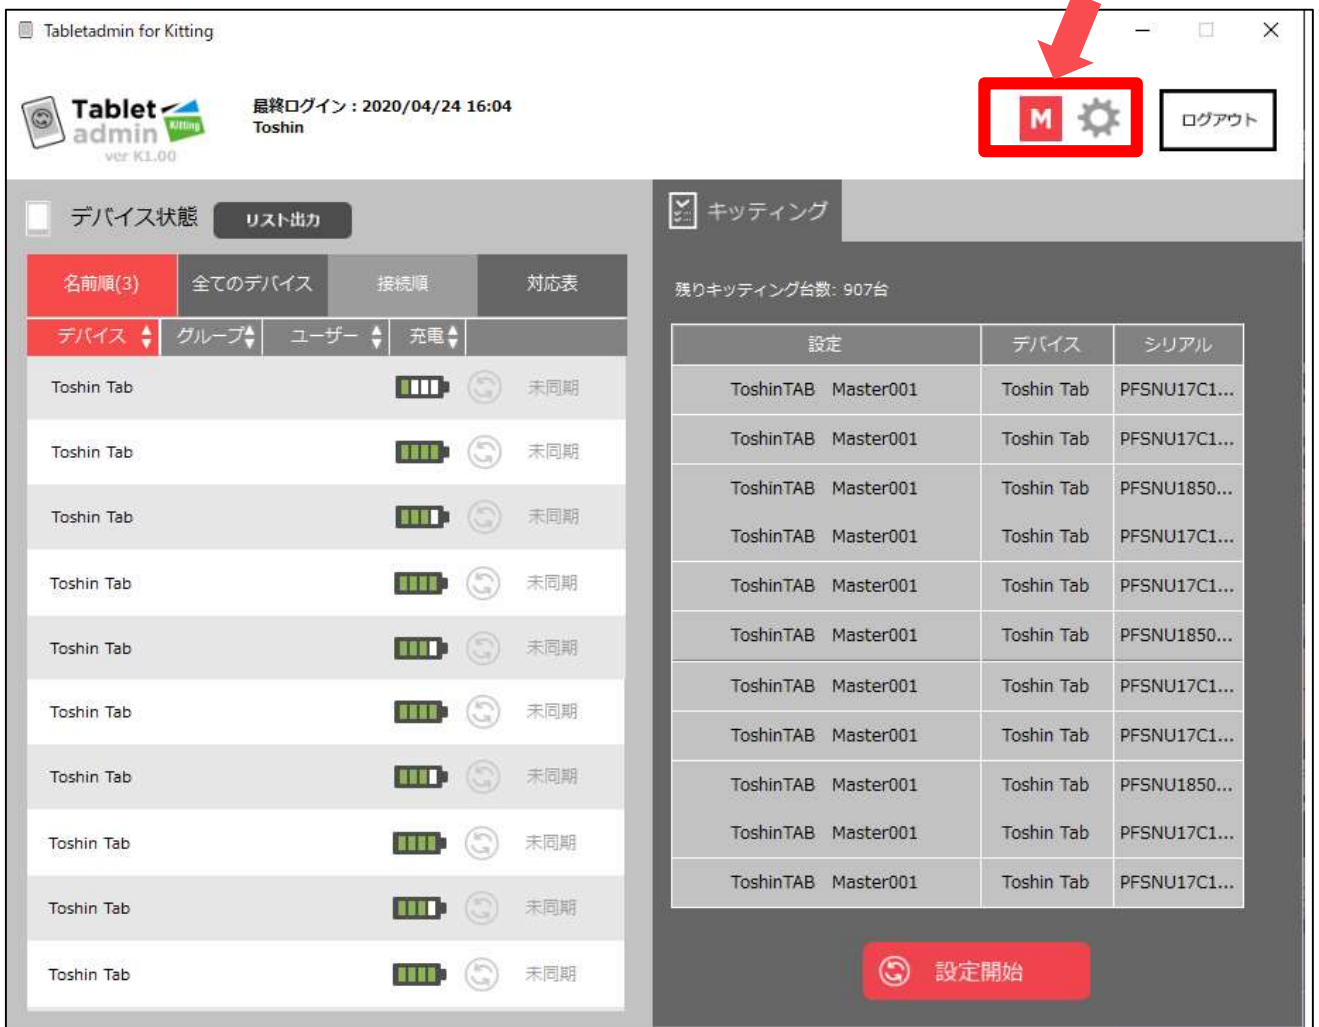 Tabletadmin for Kitting
Tablet
admin
Kitting
ver K1.00
最終ログイン : 2020/04/24 16:04
Toshin
M
ログアウト
デバイス状態
リスト出力
名前順(3) 全てのデバイス 接続順 対応表
デバイス グループ ユーザー 充電
Toshin Tab 未同期
Toshin Tab 未同期
Toshin Tab 未同期
Toshin Tab 未同期
Toshin Tab 未同期
Toshin Tab 未同期
Toshin Tab 未同期
Toshin Tab 未同期
Toshin Tab 未同期
Toshin Tab 未同期
キッティング
残りキッティング台数: 907台
設定 デバイス シリアル
ToshinTAB Master001 Toshin Tab PFSNU17C1...
ToshinTAB Master001 Toshin Tab PFSNU17C1...
ToshinTAB Master001 Toshin Tab PFSNU1850...
ToshinTAB Master001 Toshin Tab PFSNU17C1...
ToshinTAB Master001 Toshin Tab PFSNU17C1...
ToshinTAB Master001 Toshin Tab PFSNU1850...
ToshinTAB Master001 Toshin Tab PFSNU17C1...
ToshinTAB Master001 Toshin Tab PFSNU17C1...
ToshinTAB Master001 Toshin Tab PFSNU1850...
ToshinTAB Master001 Toshin Tab PFSNU17C1...
ToshinTAB Master001 Toshin Tab PFSNU17C1...
設定開始